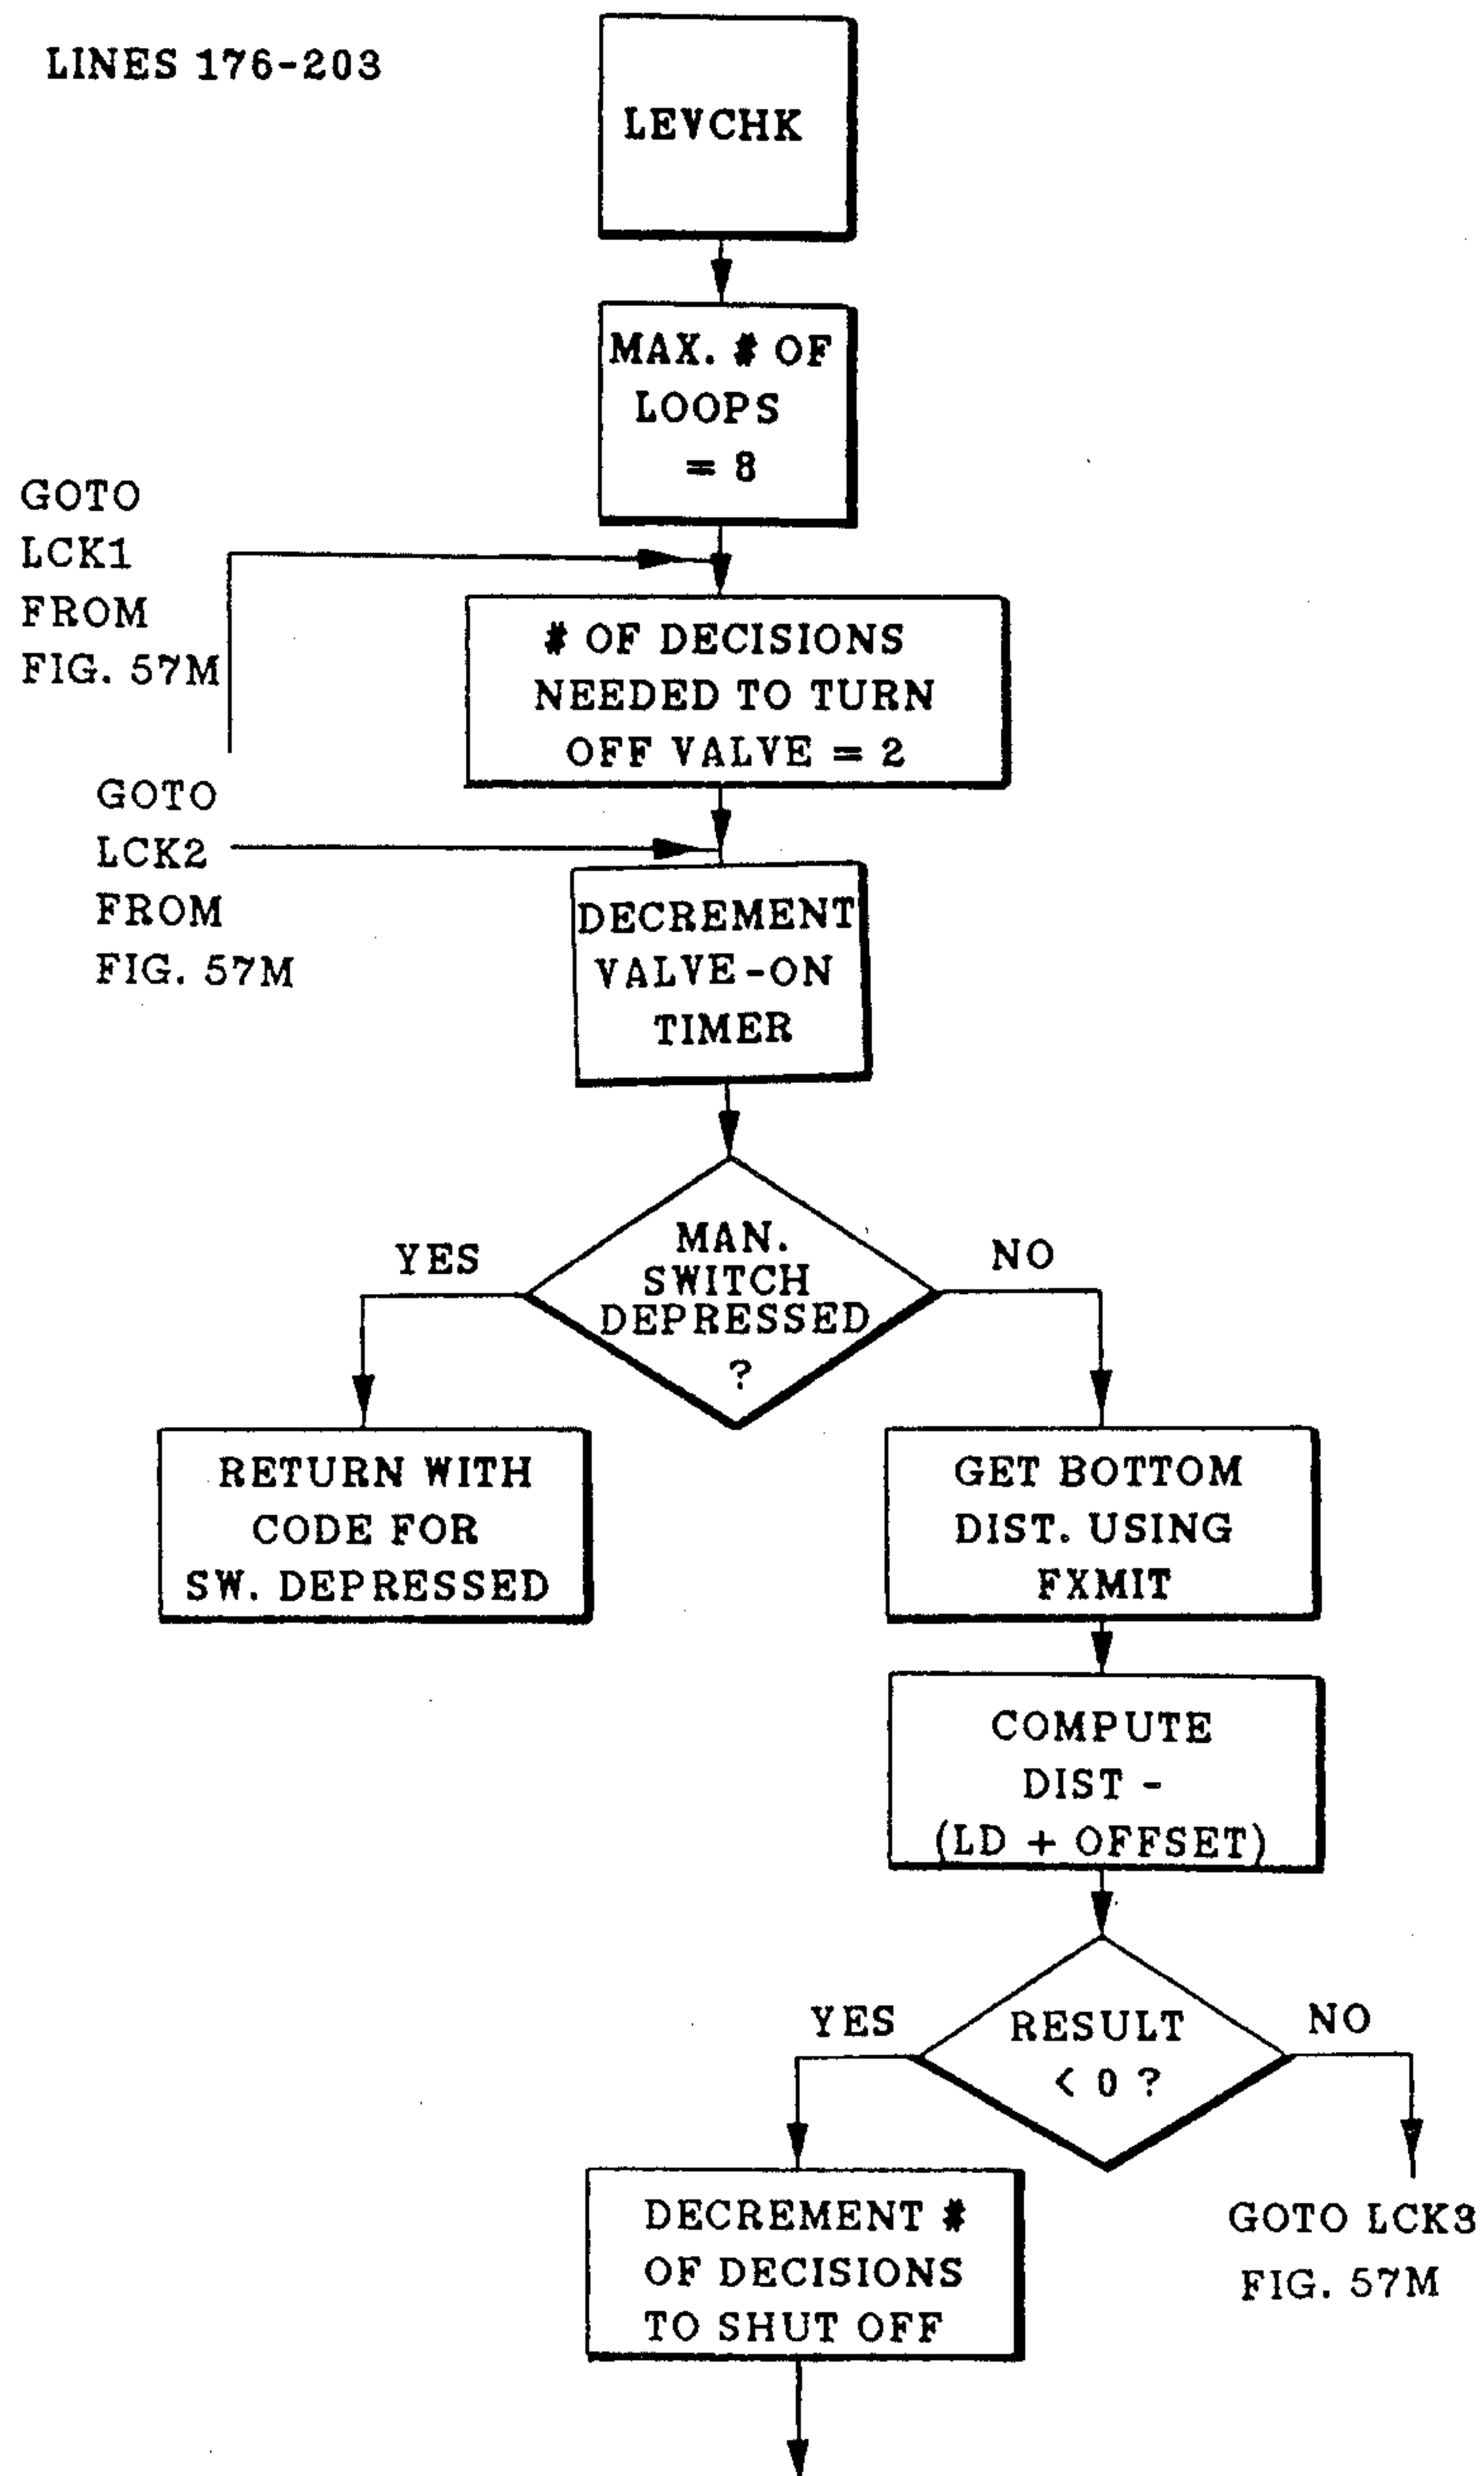 LINES 176-203
LEVCHK
MAX. # OF
LOOPS
= 8
GOTO
LCK1
FROM
FIG. 57M
# OF DECISIONS
NEEDED TO TURN
OFF VALVE = 2
GOTO
LCK2
FROM
FIG. 57M
DECREMENT
VALVE-ON
TIMER
MAN.
SWITCH
DEPRESSED
?
YES
NO
RETURN WITH
CODE FOR
SW. DEPRESSED
GET BOTTOM
DIST. USING
FXMIT
COMPUTE
DIST -
(LD + OFFSET)
RESULT
< 0 ?
YES
NO
DECREMENT #
OF DECISIONS
TO SHUT OFF
GOTO LCK3
FIG. 57M